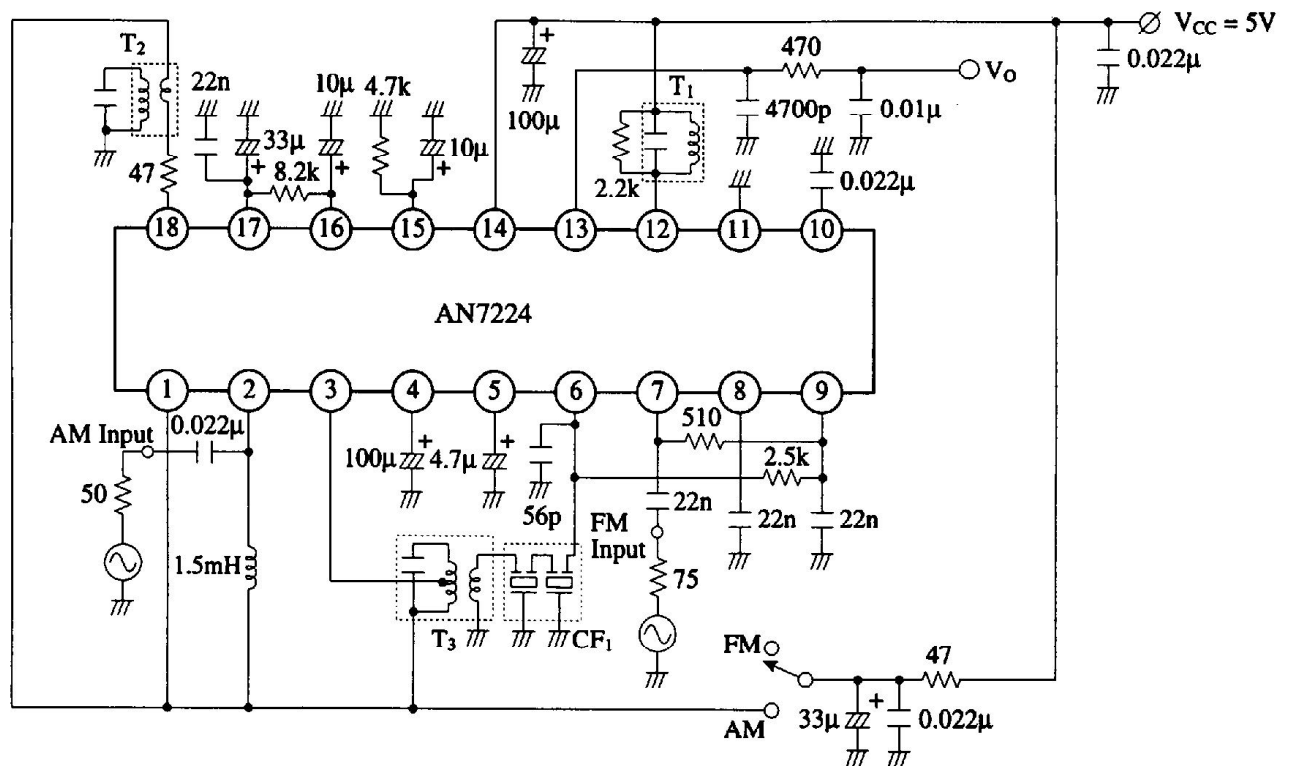 V_CC = 5V
T₂
22n
10μ
4.7k
+
470
V_O
0.022μ
100μ
T₁
4700p
0.01μ
33μ
+
+
+
10μ
47
8.2k
2.2k
0.022μ
18
17
16
15
14
13
12
11
10
AN7224
1
2
3
4
5
6
7
8
9
AM Input
0.022μ
+
+
510
100μ
4.7μ
2.5k
50
56p
22n
22n
22n
FM
Input
1.5mH
75
T₃
CF₁
FM
47
AM
33μ
+
0.022μ